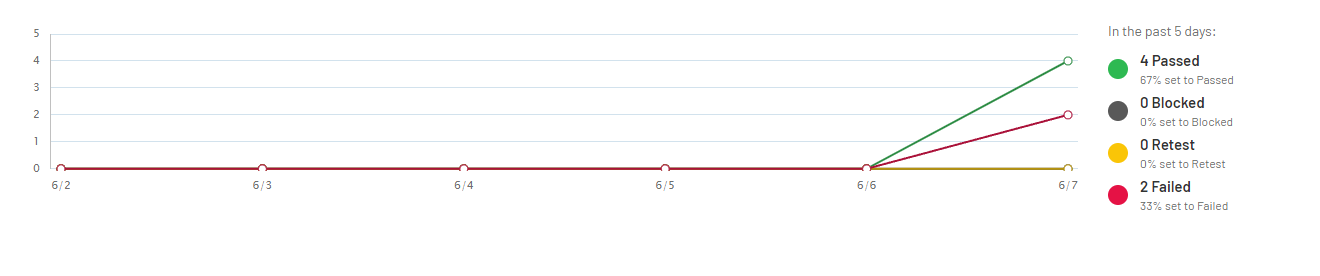 5
4
3
2
1
0
6/2 6/3 6/4 6/5 6/6 6/7
In the past 5 days:
4 Passed
67% set to Passed
0 Blocked
0% set to Blocked
0 Retest
0% set to Retest
2 Failed
33% set to Failed